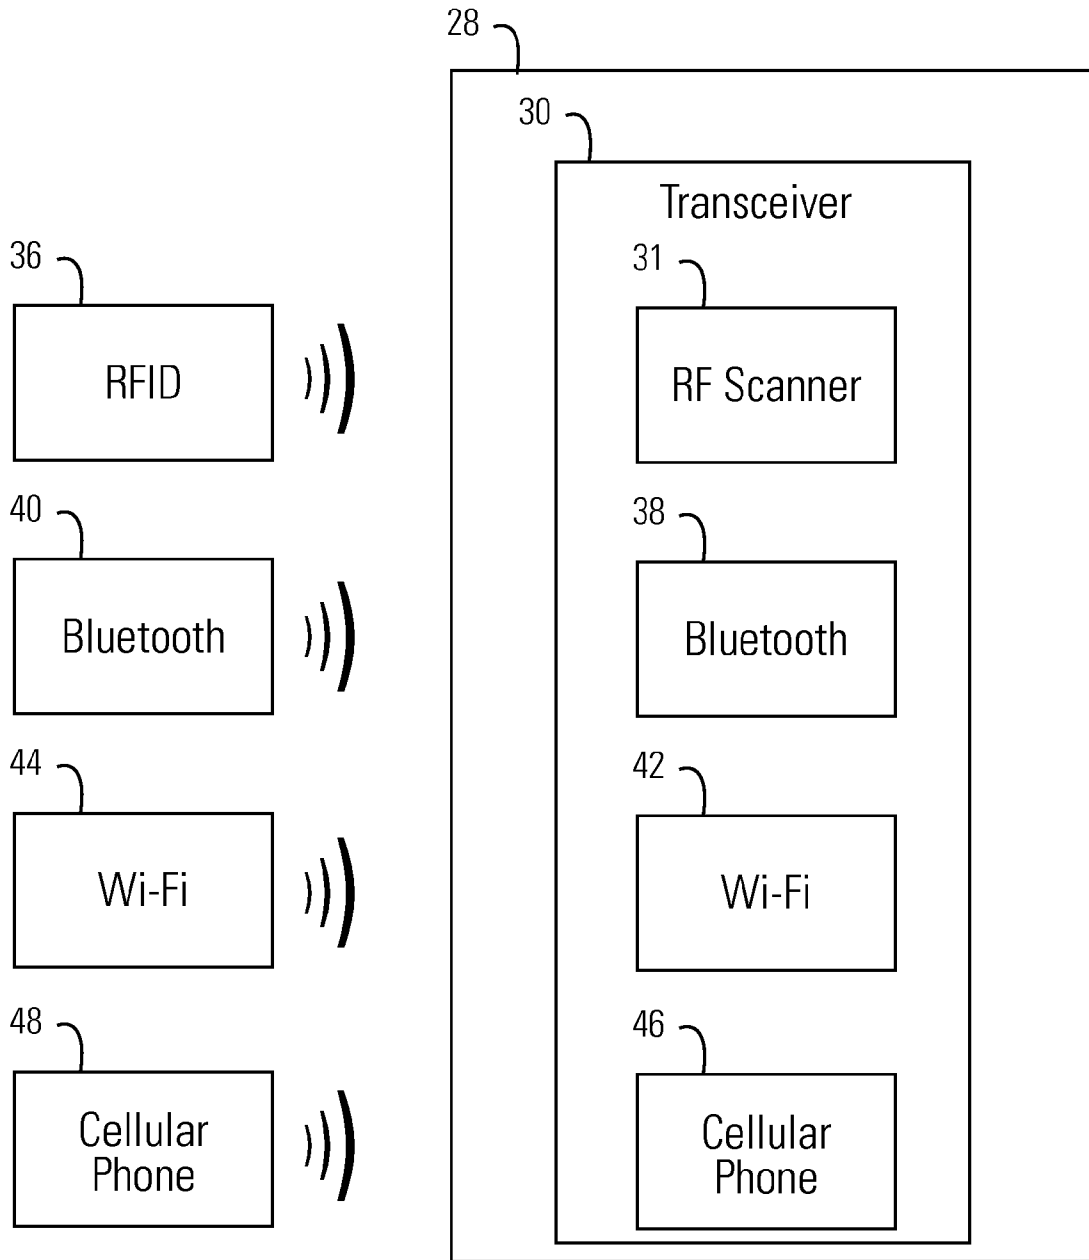 28
30
Transceiver
36
31
RFID
RF Scanner
40
38
Bluetooth
Bluetooth
44
42
Wi-Fi
Wi-Fi
48
46
Cellular
Phone
Cellular
Phone